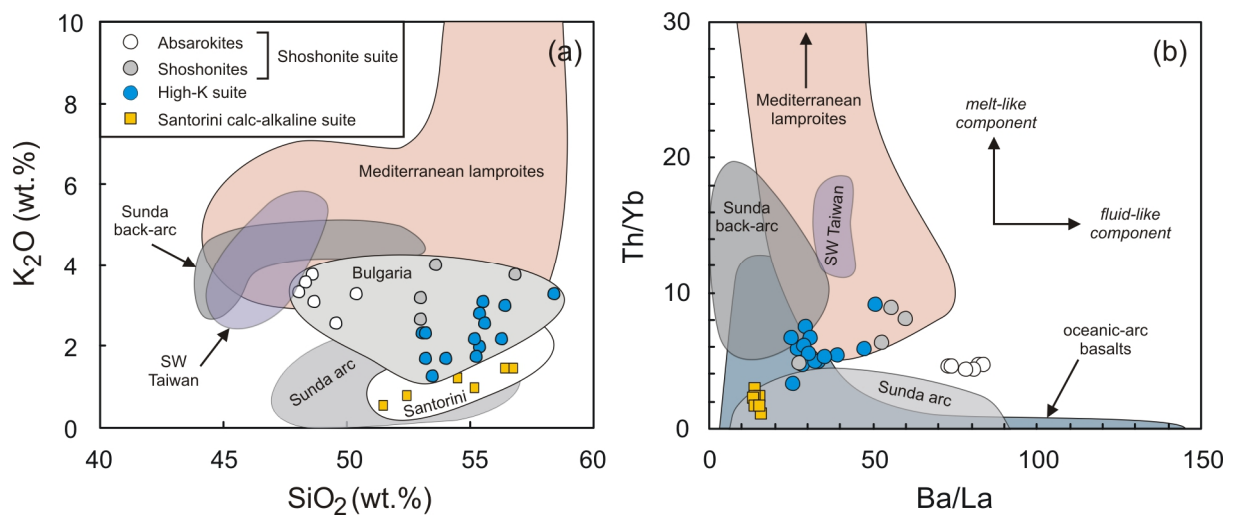 10
8
6
4
2
0
K2O (wt.%)
40
50
55
60
SiO2 (wt.%)
(a)
Absarokites
Shoshonites
Shoshonite suite
High-K suite
Santorini calc-alkaline suite
Mediterranean lamproites
Sunda
back-arc
Bulgaria
SW
Taiwan
Sunda arc
Santorini
30
20
10
0
Th/Yb
0
50
100
150
Ba/La
(b)
Mediterranean
lamproites
melt-like
component
fluid-like
component
Sunda
back-arc
SW Taiwan
oceanic-arc
basalts
Sunda arc